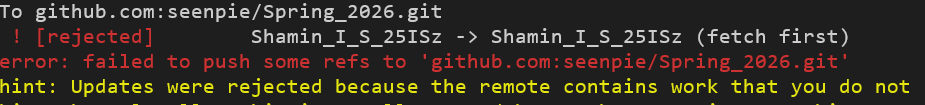 To github.com:seenpie/Spring_2026.git
! [rejected] Shamin_I_S_25ISz -> Shamin_I_S_25ISz (fetch first)
error: failed to push some refs to 'github.com:seenpie/Spring_2026.git'
hint: Updates were rejected because the remote contains work that you do not